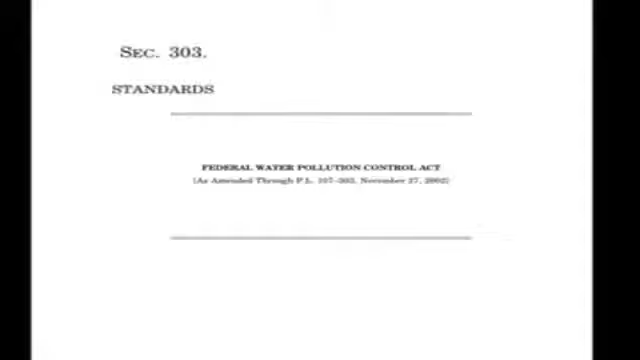 SEC. 303.
STANDARDS
FEDERAL WATER POLLUTION CONTROL ACT
[As Amended Through P.L. 107–303, November 27, 2002]